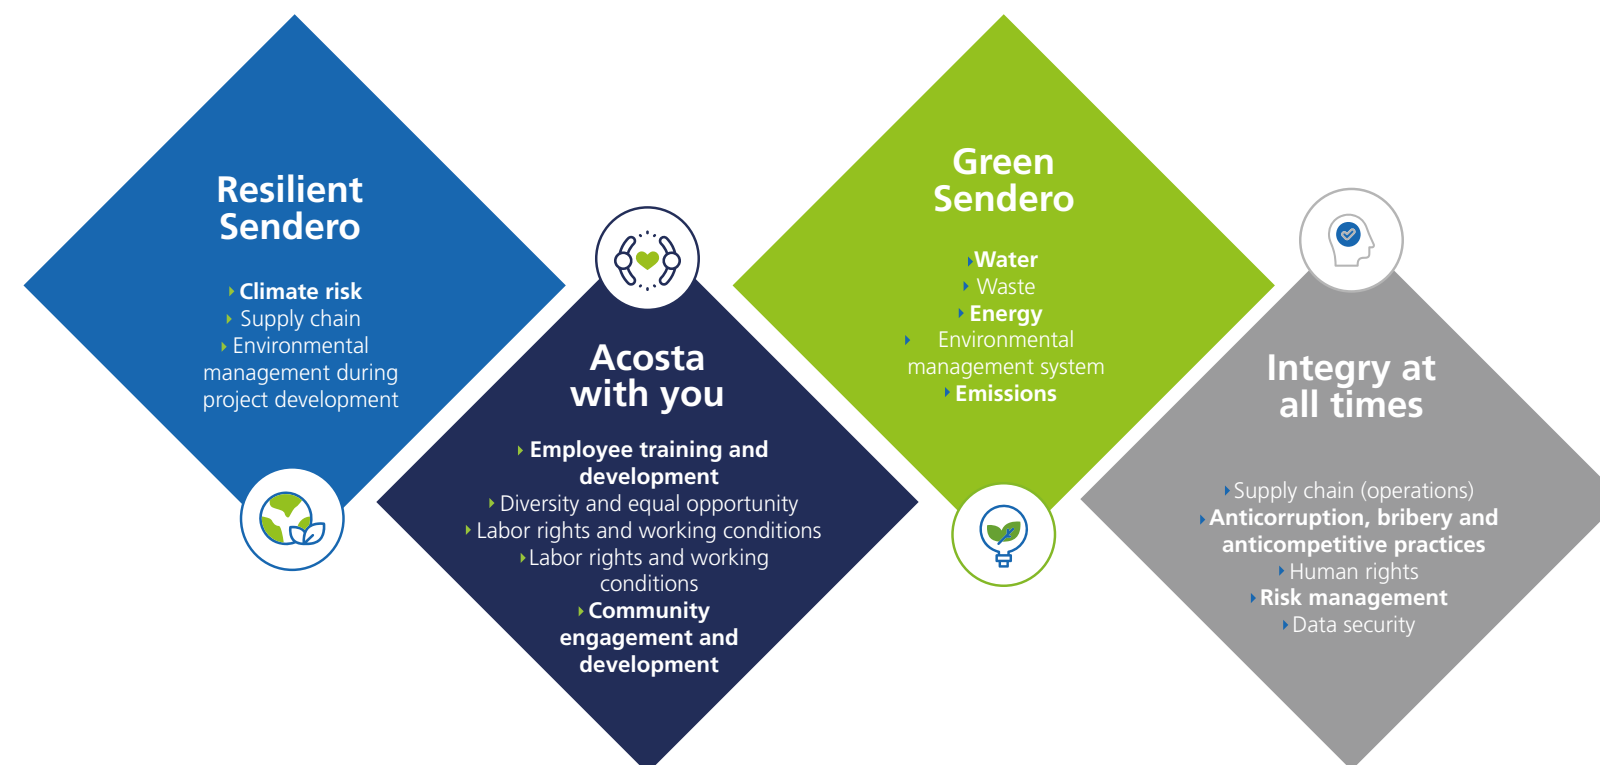 Resilient
Sendero
Climate risk
Supply chain
Environmental
management during
project development
Acosta
with you
Employee training and
development
Diversity and equal opportunity
Labor rights and working conditions
Labor rights and working
conditions
Community
engagement and
development
Green
Sendero
Water
Waste
Energy
Environmental
management system
Emissions
Integry at
all times
Supply chain (operations)
Anticorruption, bribery and
anticompetitive practices
Human rights
Risk management
Data security